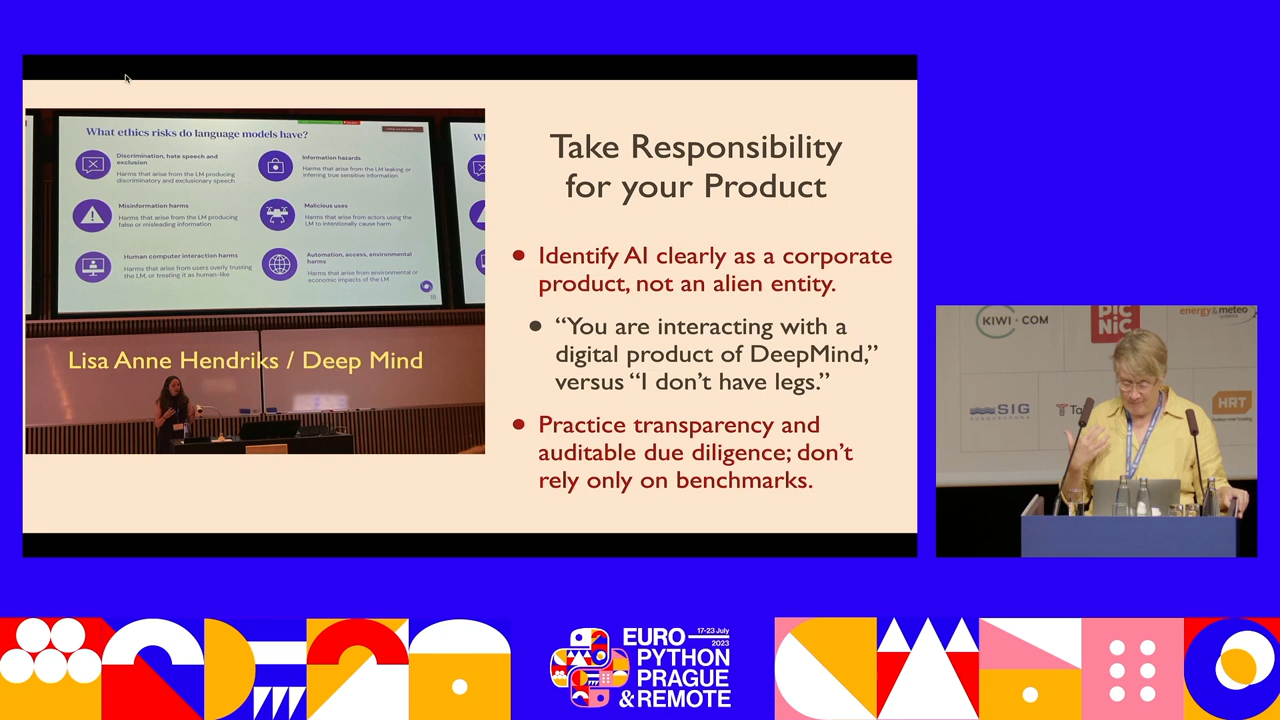 What ethics risks do language models have?
Discrimination, hate speech and
exclusion
Harms that arise from the LM producing
discriminatory and exclusionary speech
Information hazards
Harms that arise from the LM leaking or
inferring true sensitive information
Misinformation harms
Harms that arise from the LM producing
false or misleading information
Malicious uses
Harms that arise from actors using the
LM to intentionally cause harm
Human computer interaction harms
Harms that arise from users overly trusting
the LM, or treating it as human-like
Automation, access, environmental
harms
Harms that arise from environmental or
economic impacts of the LM
18
Lisa Anne Hendriks / Deep Mind
Take Responsibility
for your Product
• Identify AI clearly as a corporate
product, not an alien entity.
• “You are interacting with a
digital product of DeepMind,”
versus “I don’t have legs.”
• Practice transparency and
auditable due diligence; don’t
rely only on benchmarks.
KIWI.COM
PIC
NIC
energy & meteo
systems
SIG
SUSQUEHANNA
Ta
HRT
EURO
17-23 July
2023
PYTHON
PRAGUE
& REMOTE